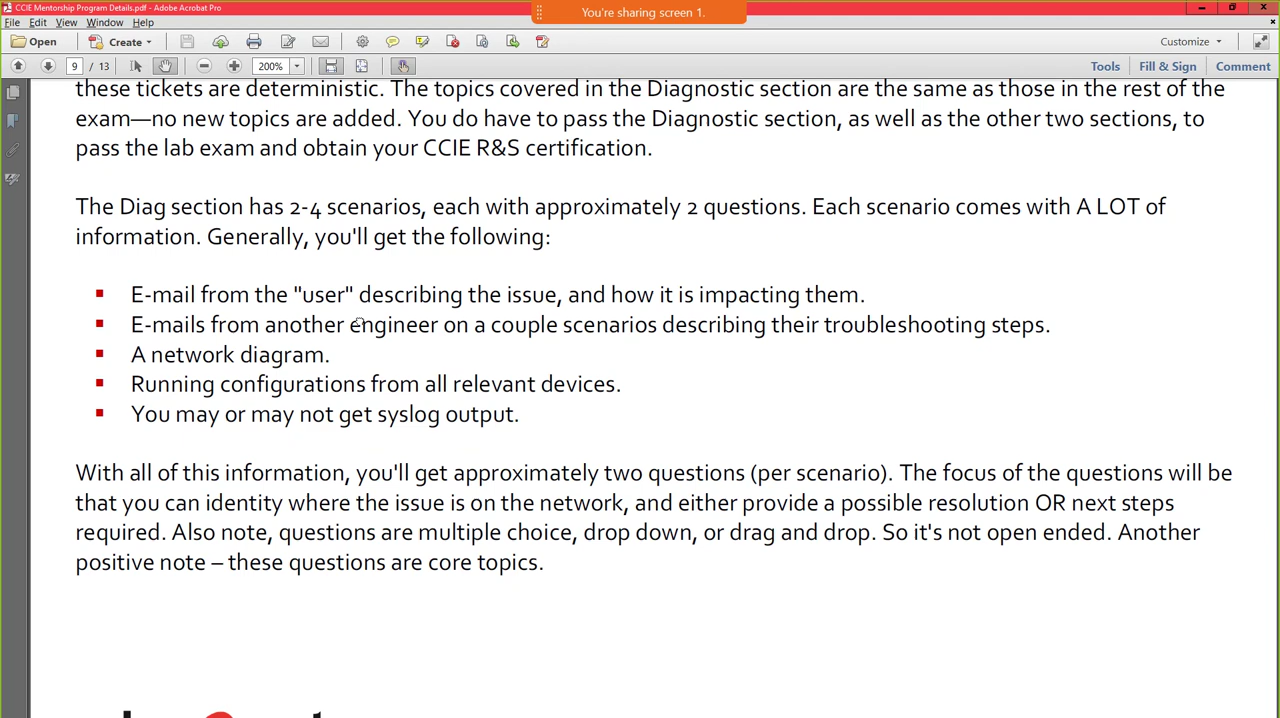 CCIE Mentorship Program Details.pdf - Adobe Acrobat Pro
You're sharing screen 1.
File Edit View Window Help
Open Create Customize
9 / 13 200% Tools Fill & Sign Comment
these tickets are deterministic. The topics covered in the Diagnostic section are the same as those in the rest of the
exam—no new topics are added. You do have to pass the Diagnostic section, as well as the other two sections, to
pass the lab exam and obtain your CCIE R&S certification.
The Diag section has 2-4 scenarios, each with approximately 2 questions. Each scenario comes with A LOT of
information. Generally, you'll get the following:
E-mail from the "user" describing the issue, and how it is impacting them.
E-mails from another engineer on a couple scenarios describing their troubleshooting steps.
A network diagram.
Running configurations from all relevant devices.
You may or may not get syslog output.
With all of this information, you'll get approximately two questions (per scenario). The focus of the questions will be
that you can identity where the issue is on the network, and either provide a possible resolution OR next steps
required. Also note, questions are multiple choice, drop down, or drag and drop. So it's not open ended. Another
positive note – these questions are core topics.